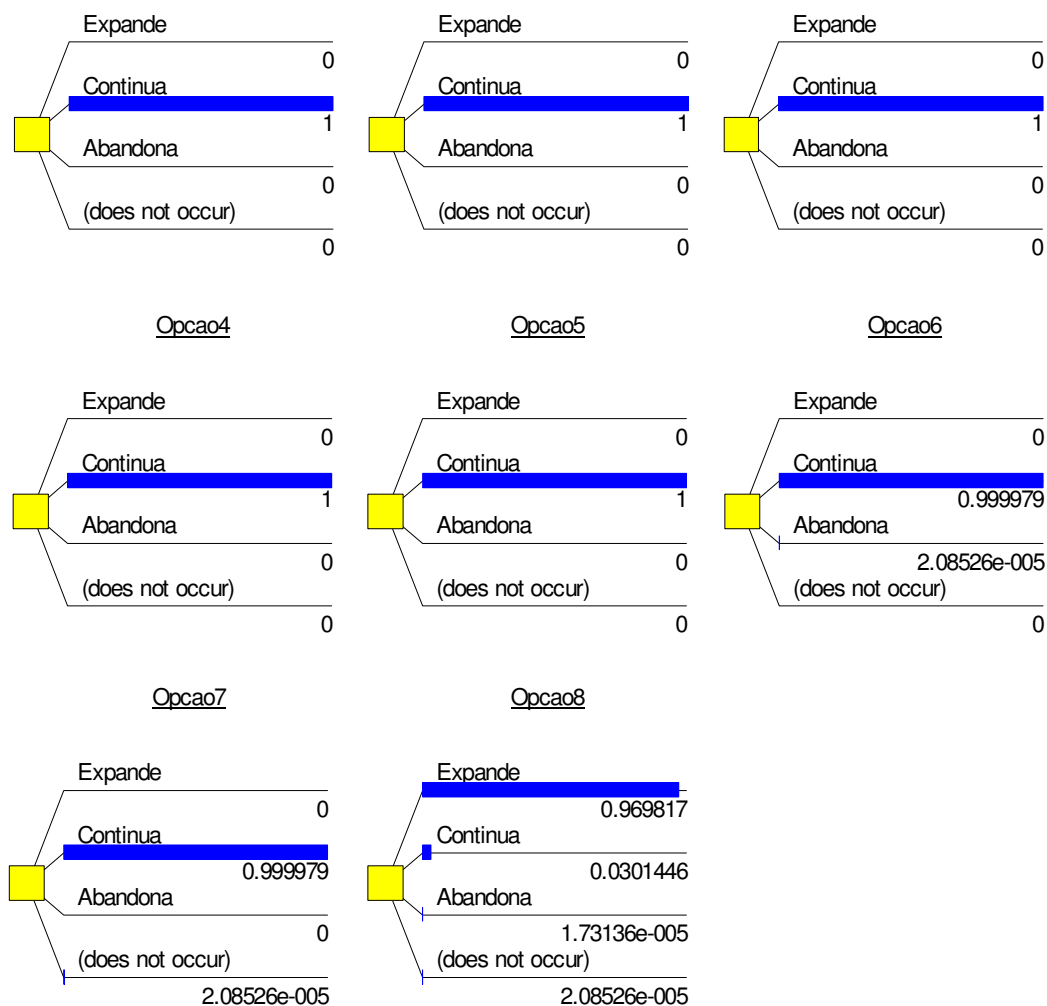 Expande
0
Continua
1
Abandona
0
(does not occur)
0
Expande
0
Continua
1
Abandona
0
(does not occur)
0
Expande
0
Continua
1
Abandona
0
(does not occur)
0
Opcao4
Expande
0
Continua
1
Abandona
0
(does not occur)
0
Opcao5
Expande
0
Continua
1
Abandona
0
(does not occur)
0
Opcao6
Expande
0
Continua
0.999979
Abandona
2.08526e-005
(does not occur)
0
Opcao7
Expande
0
Continua
0.999979
Abandona
0
(does not occur)
2.08526e-005
Opcao8
Expande
0.969817
Continua
0.0301446
Abandona
1.73136e-005
(does not occur)
2.08526e-005